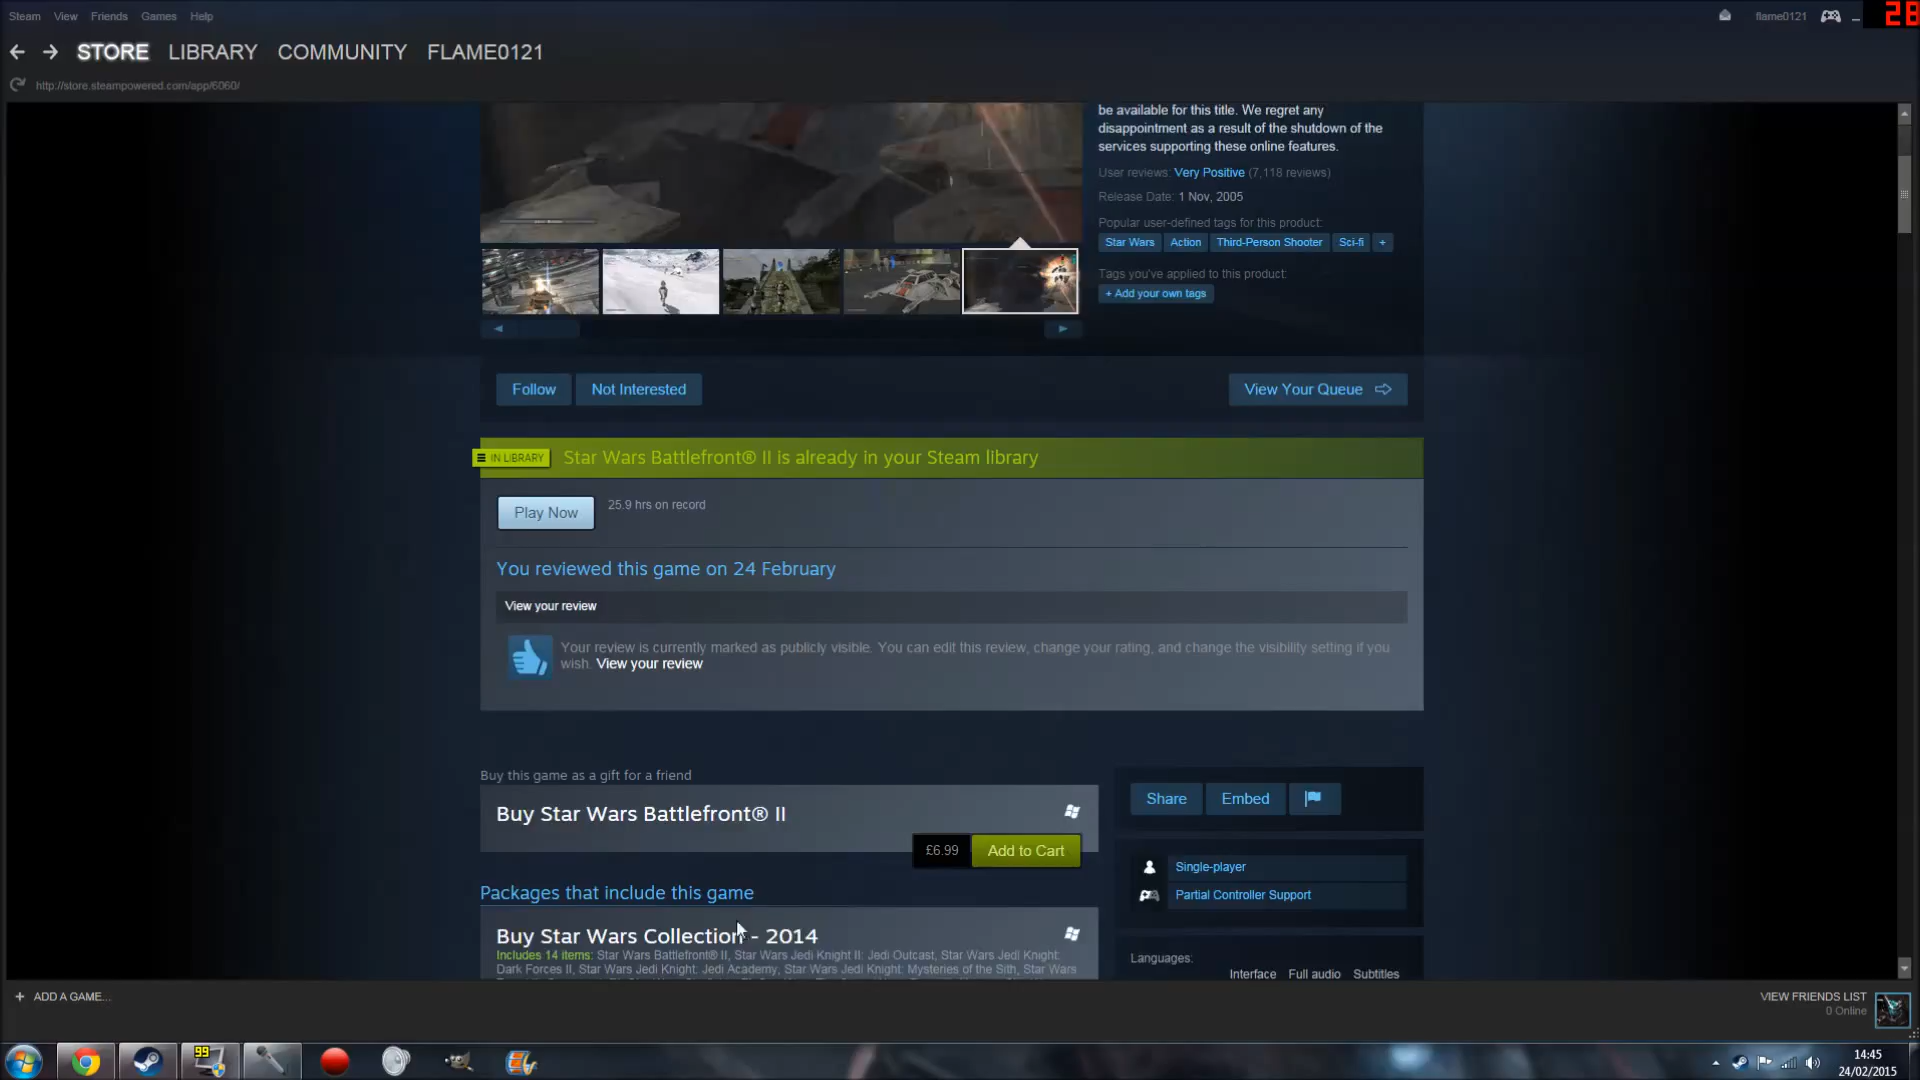 Steam View Friends Games Help
flame0121
28
STORE LIBRARY COMMUNITY FLAME0121
http://store.steampowered.com/app/6060/
be available for this title. We regret any
disappointment as a result of the shutdown of the
services supporting these online features.
User reviews: Very Positive (7,118 reviews)
Release Date: 1 Nov, 2005
Popular user-defined tags for this product:
Star Wars Action Third-Person Shooter Sci-fi +
Tags you've applied to this product:
+ Add your own tags
Follow Not Interested View Your Queue
IN LIBRARY Star Wars Battlefront® II is already in your Steam library
Play Now 25.9 hrs on record
You reviewed this game on 24 February
View your review
Your review is currently marked as publicly visible. You can edit this review, change your rating, and change the visibility setting if you
wish. View your review
Buy this game as a gift for a friend
Buy Star Wars Battlefront® II
£6.99 Add to Cart
Share Embed
Single-player
Partial Controller Support
Packages that include this game
Buy Star Wars Collection - 2014
Includes 14 items: Star Wars Battlefront® II, Star Wars Jedi Knight II: Jedi Outcast, Star Wars Jedi Knight:
Dark Forces II, Star Wars Jedi Knight: Jedi Academy, Star Wars Jedi Knight: Mysteries of the Sith, Star Wars
Languages:
Interface Full audio Subtitles
+ ADD A GAME...
VIEW FRIENDS LIST
0 Online
99
14:45
24/02/2015